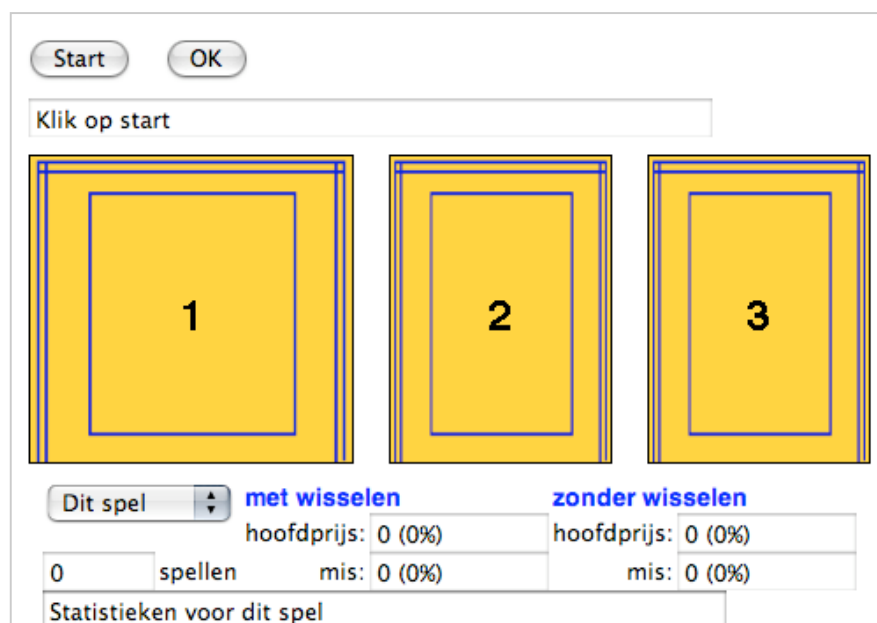 Start OK
Klik op start
1 2 3
Dit spel met wisselen zonder wisselen
hoofdprijs: 0 (0%) hoofdprijs: 0 (0%)
0 spellen mis: 0 (0%) mis: 0 (0%)
Statistieken voor dit spel